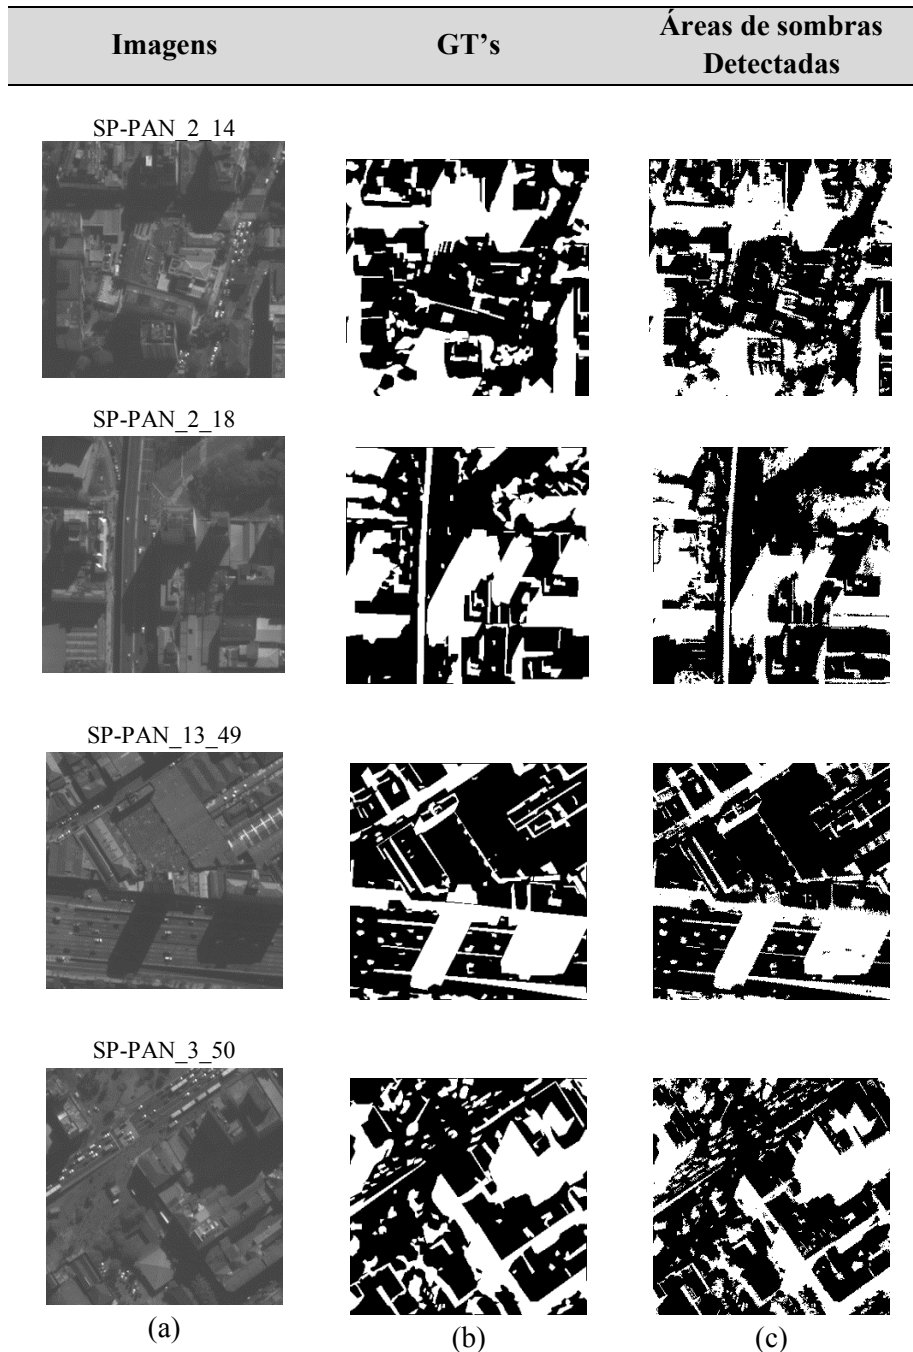 Imagens
GT’s
Áreas de sombras
Detectadas
SP-PAN_2_14
SP-PAN_2_18
SP-PAN_13_49
SP-PAN_3_50
(a)
(b)
(c)